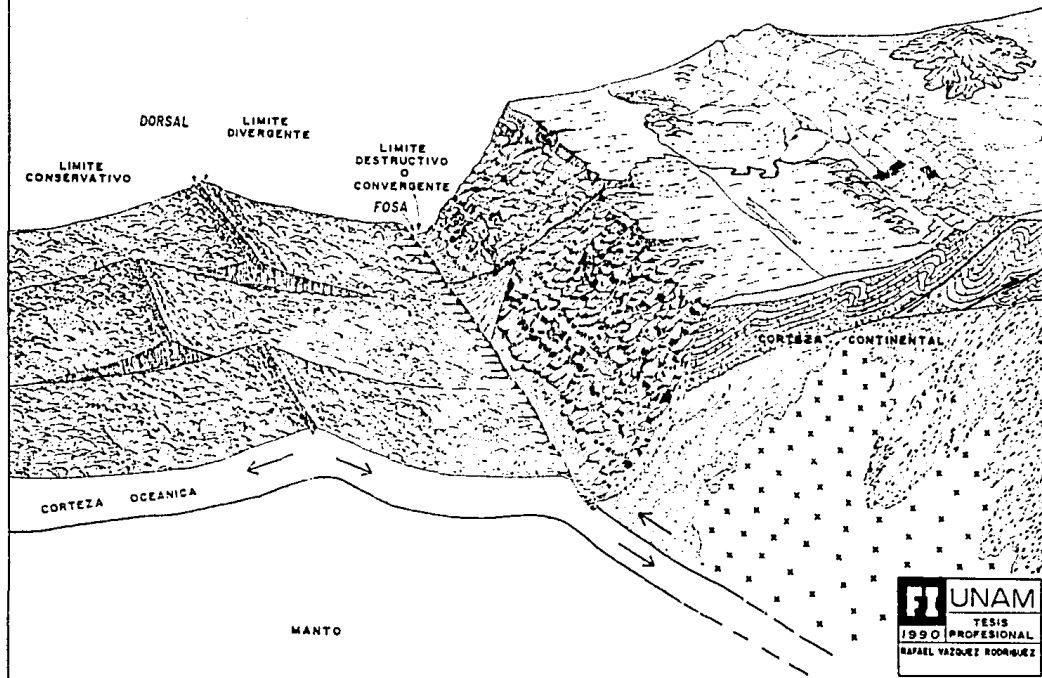 DORSAL
LIMITE
DIVERGENTE
LIMITE
CONSERVATIVO
LIMITE
DESTRUCTIVO
O
CONVERGENTE
FOSA
CORTEZA CONTINENTAL
CORTEZA OCEANICA
MANTO
FI UNAM
1990
TESIS
PROFESIONAL
RAFAEL VAZQUEZ RODRIGUEZ